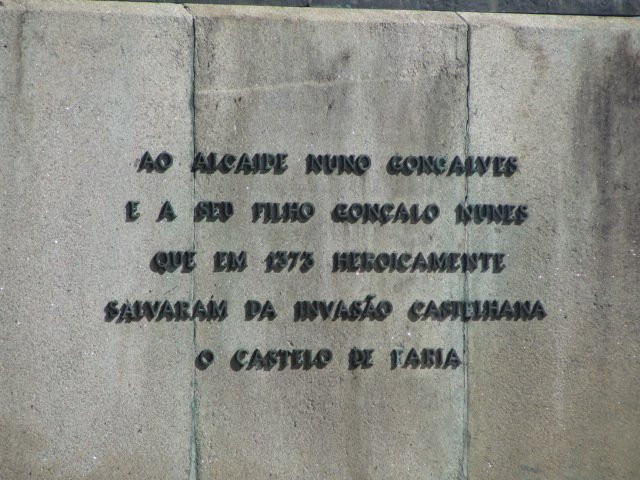 AO ALCAIDE NUNO GONÇALVES
E A SEU FILHO GONÇALO NUNES
QUE EM 1373 HEROICAMENTE
SALVARAM DA INVASÃO CASTELHANA
O CASTELO DE FARIA